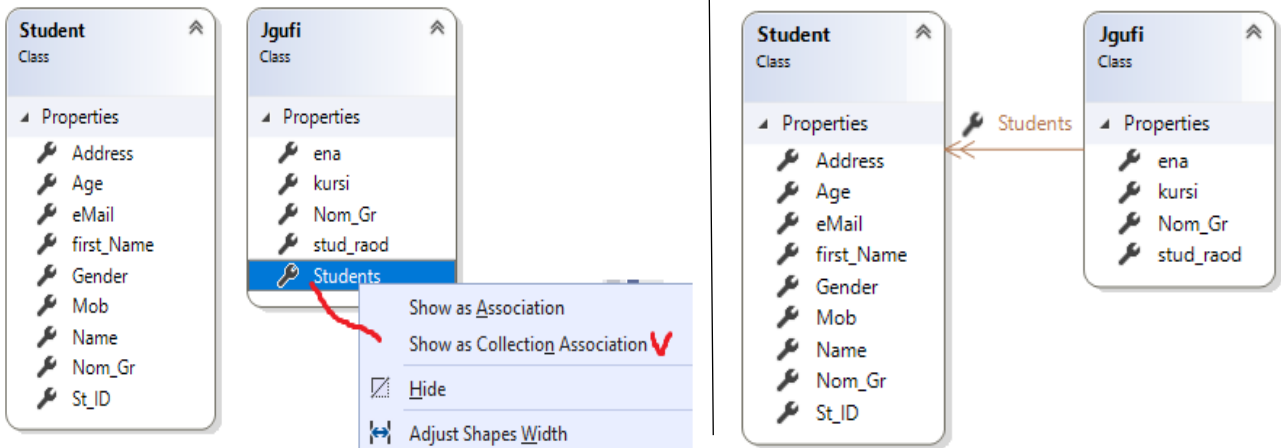 Student
Class
Properties
Address
Age
eMail
first_Name
Gender
Mob
Name
Nom_Gr
St_ID
Jgufi
Class
Properties
ena
kursi
Nom_Gr
stud_raod
Students
Show as Association
Show as Collection Association
Hide
Adjust Shapes Width
Student
Class
Properties
Address
Age
eMail
first_Name
Gender
Mob
Name
Nom_Gr
St_ID
Students
Jgufi
Class
Properties
ena
kursi
Nom_Gr
stud_raod